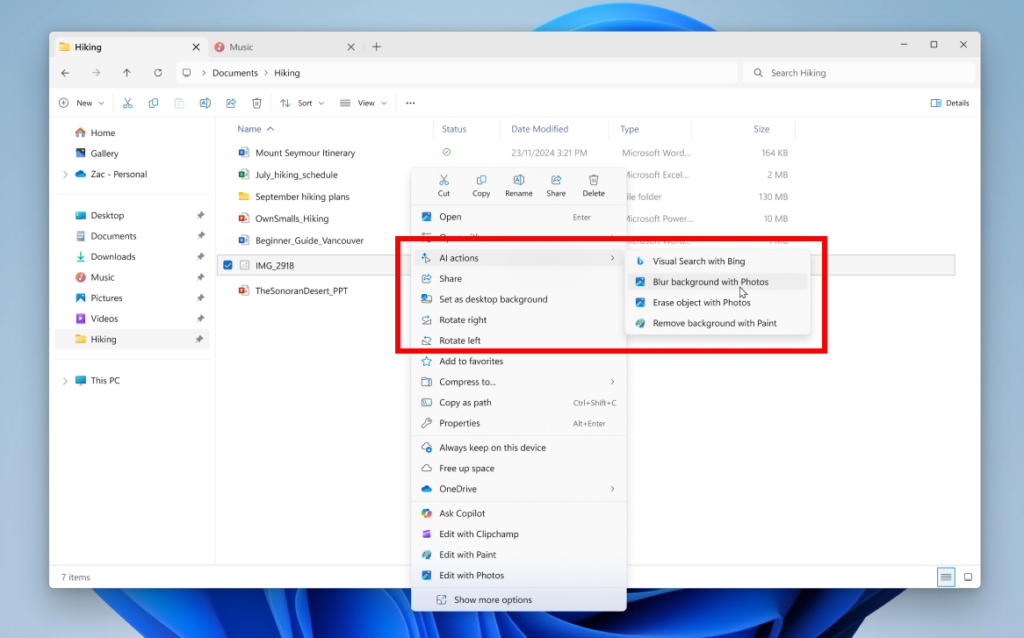 Hiking
Music
Documents > Hiking
Search Hiking
New
Sort
View
Details
Home
Gallery
Zac - Personal
Desktop
Documents
Downloads
Music
Pictures
Videos
Hiking
This PC
Name Status Date Modified Type Size
Mount Seymour Itinerary 23/11/2024 3:21 PM Microsoft Word... 164 KB
July_hiking_schedule Microsoft Excel... 2 MB
September hiking plans file folder 130 MB
OwnSmalls_Hiking Microsoft Power... 10 MB
Beginner_Guide_Vancouver 1 MB
IMG_2918
TheSonoranDesert_PPT
Cut Copy Rename Share Delete
Open Enter
AI actions
Share
Set as desktop background
Rotate right
Rotate left
Add to favorites
Compress to...
Copy as path Ctrl+Shift+C
Properties Alt+Enter
Always keep on this device
Free up space
OneDrive
Ask Copilot
Edit with Clipchamp
Edit with Paint
Edit with Photos
Show more options
Visual Search with Bing
Blur background with Photos
Erase object with Photos
Remove background with Paint
7 items